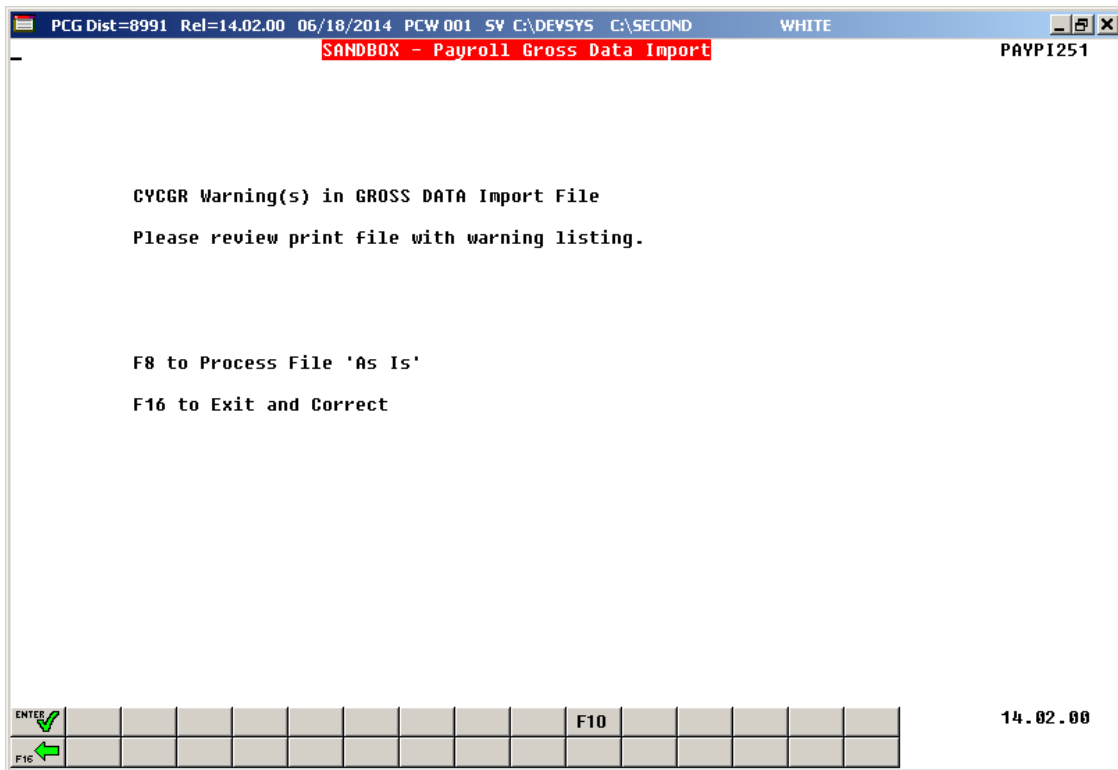 PCG Dist=8991 Rel=14.02.00 06/18/2014 PCW 001 SV C:\DEVSYS C:\SECOND WHITE
SANDBOX - Payroll Gross Data Import PAYPI251
CYCGR Warning(s) in GROSS DATA Import File
Please review print file with warning listing.
F8 to Process File 'As Is'
F16 to Exit and Correct
ENTER F10 14.02.00
F16